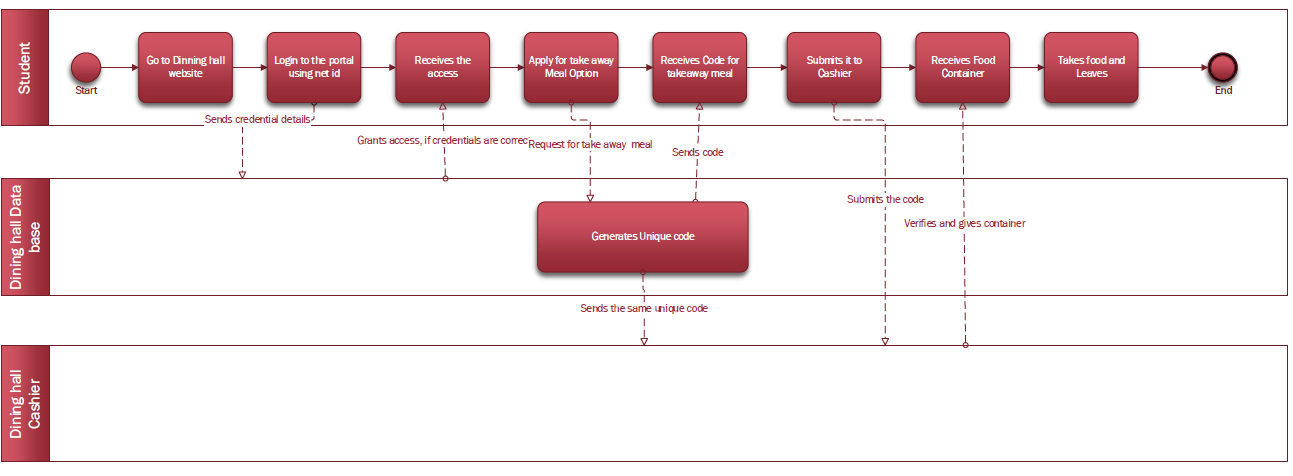 Student
Start
Go to Dinning hall
website
Login to the portal
using net id
Receives the
access
Apply for take away
Meal Option
Receives Code for
takeaway meal
Submits it to
Cashier
Receives Food
Container
Takes food and
Leaves
End
Sends credential details
Grants access, if credentials are correc
Request for take away meal
Sends code
Submits the code
Verifies and gives container
Dining hall Data
base
Generates Unique code
Sends the same unique code
Dining hall
Cashier